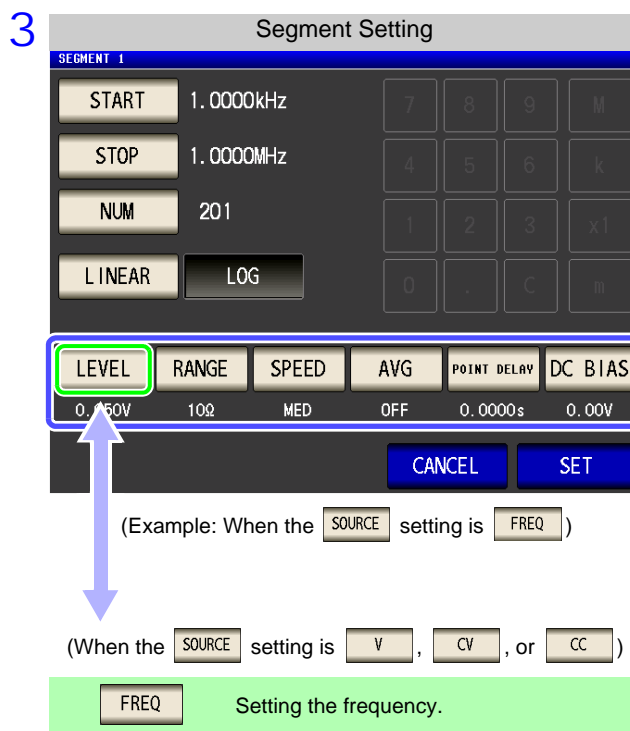 3 Segment Setting
SEGMENT 1
START 1.0000kHz 7 8 9 M
STOP 1.0000MHz 4 5 6 k
NUM 201 1 2 3 x1
LINEAR LOG 0 . C m
LEVEL RANGE SPEED AVG POINT DELAY DC BIAS
10Ω MED OFF 0.0000s 0.00V
CANCEL SET
(Example: When the SOURCE setting is FREQ )
(When the SOURCE setting is V , CV , or CC )
FREQ Setting the frequency.